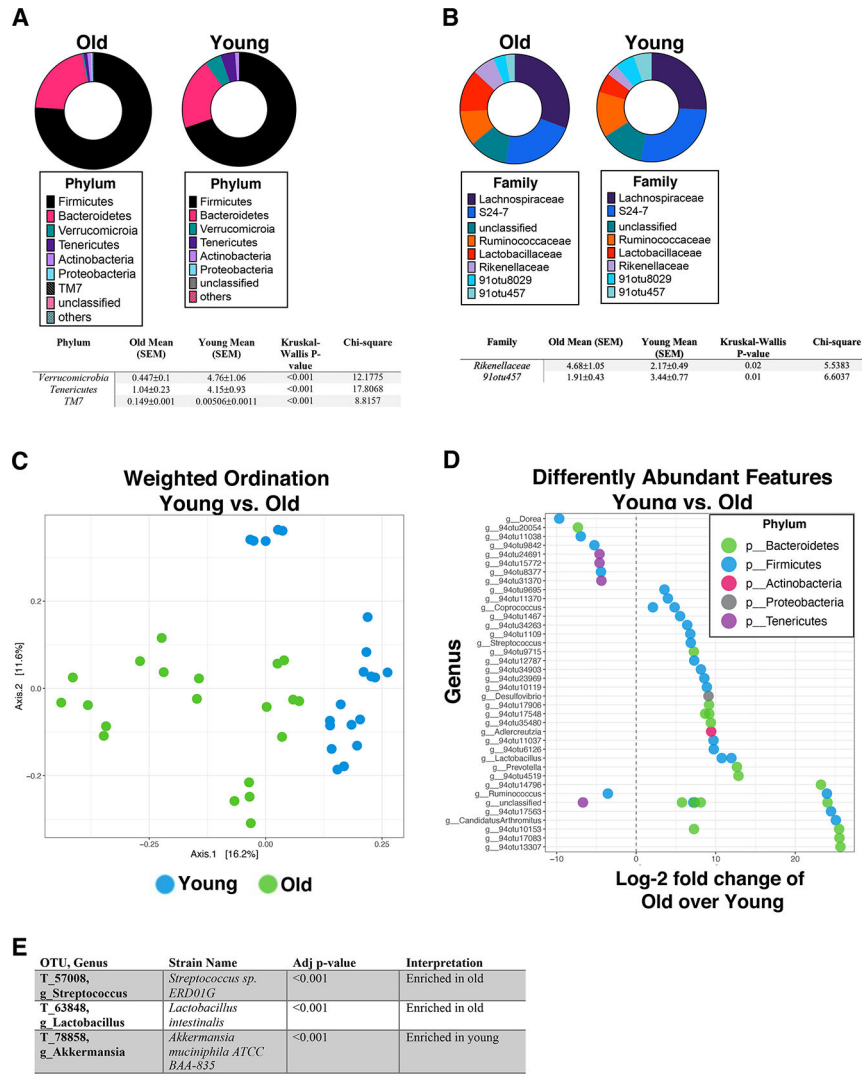 A
Old
Young
Phylum
Firmicutes
Bacteroidetes
Verrucomicroia
Tenericutes
Actinobacteria
Proteobacteria
TM7
unclassified
others
Phylum
Firmicutes
Bacteroidetes
Verrucomicroia
Tenericutes
Actinobacteria
Proteobacteria
unclassified
others
Phylum Old Mean (SEM) Young Mean (SEM) Kruskal-Wallis P-value Chi-square
Verrucomicrobia 0.447±0.1 4.76±1.06 <0.001 12.1775
Tenericutes 1.04±0.23 4.15±0.93 <0.001 17.8068
TM7 0.149±0.001 0.00506±0.0011 <0.001 8.8157
B
Old
Young
Family
Lachnospiraceae
S24-7
unclassified
Ruminococcaceae
Lactobacillaceae
Rikenellaceae
91otu8029
91otu457
Family
Lachnospiraceae
S24-7
unclassified
Ruminococcaceae
Lactobacillaceae
Rikenellaceae
91otu8029
91otu457
Family Old Mean (SEM) Young Mean (SEM) Kruskal-Wallis P-value Chi-square
Rikenellaceae 4.68±1.05 2.17±0.49 0.02 5.5383
91otu457 1.91±0.43 3.44±0.77 0.01 6.6037
C
Weighted Ordination
Young vs. Old
Axis.2 [11.6%]
0.2
0.0
−0.2
−0.25
0.00
0.25
Axis.1 [16.2%]
Young
Old
D
Differently Abundant Features
Young vs. Old
Genus
g__Dorea
g__94otu20054
g__94otu11038
g__94otu9842
g__94otu24691
g__94otu15772
g__94otu8377
g__94otu31370
g__94otu9695
g__94otu11370
g__Coprococcus
g__94otu1467
g__94otu34263
g__94otu1109
g__Streptococcus
g__94otu9715
g__94otu12787
g__94otu34903
g__94otu23969
g__94otu10119
g__Desulfovibrio
g__94otu17906
g__94otu17548
g__94otu35480
g__Adlercreutzia
g__94otu11037
g__94otu6126
g__Lactobacillus
g__Prevotella
g__94otu4519
g__94otu14796
g__Ruminococcus
g__unclassified
g__94otu17563
g__CandidatusArthromitus
g__94otu10153
g__94otu17083
g__94otu13307
Phylum
p__Bacteroidetes
p__Firmicutes
p__Actinobacteria
p__Proteobacteria
p__Tenericutes
−10
0
10
20
Log-2 fold change of
Old over Young
E
OTU, Genus Strain Name Adj p-value Interpretation
T_57008, Streptococcus sp. <0.001 Enriched in old
g_Streptococcus ERD01G
T_63848, Lactobacillus <0.001 Enriched in old
g_Lactobacillus intestinalis
T_78858, Akkermansia <0.001 Enriched in young
g_Akkermansia muciniphila ATCC
BAA-835